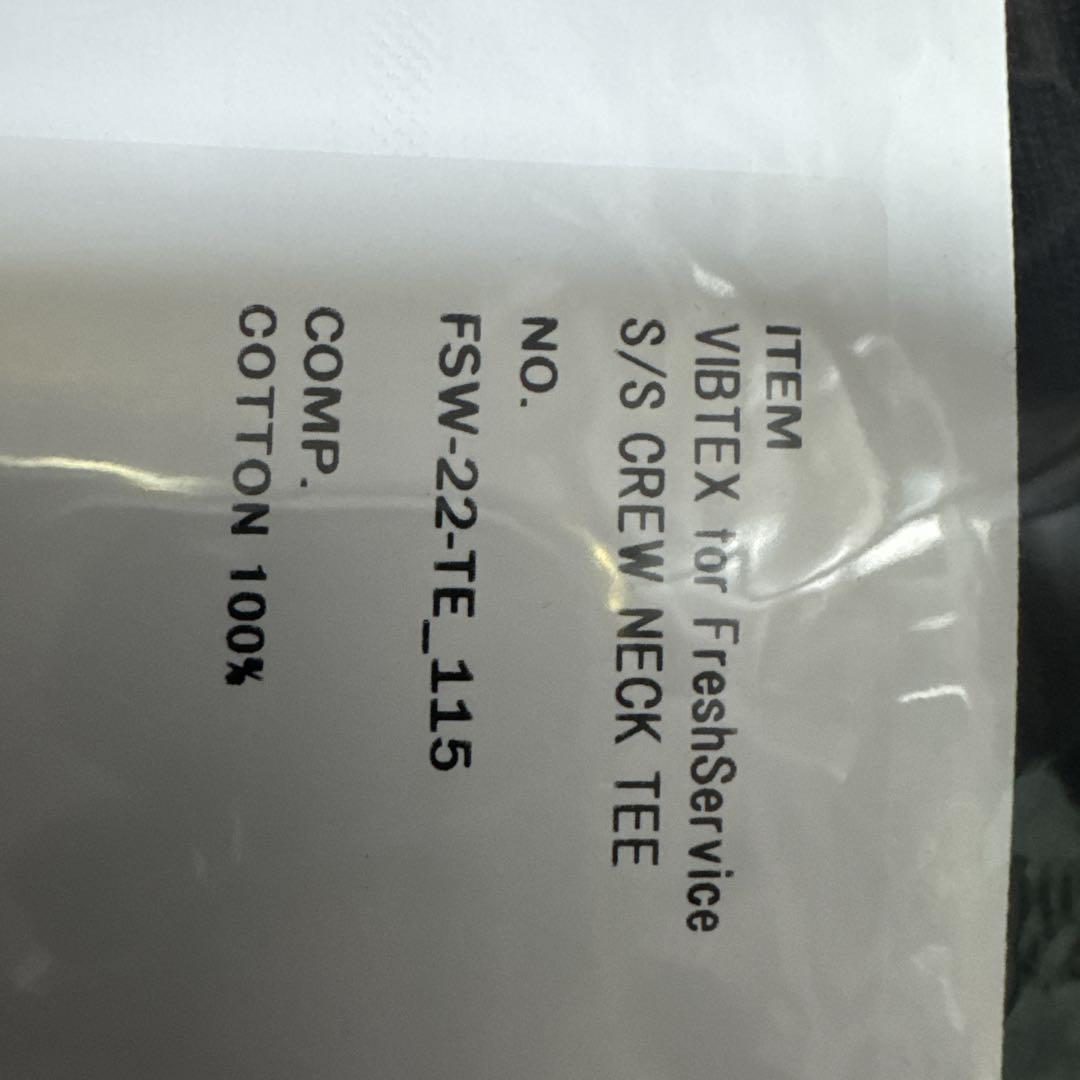 ITEM
VIBTEX for FreshService
S/S CREW NECK TEE
NO.
FSW-22-TE_115
COMP.
COTTON 100%